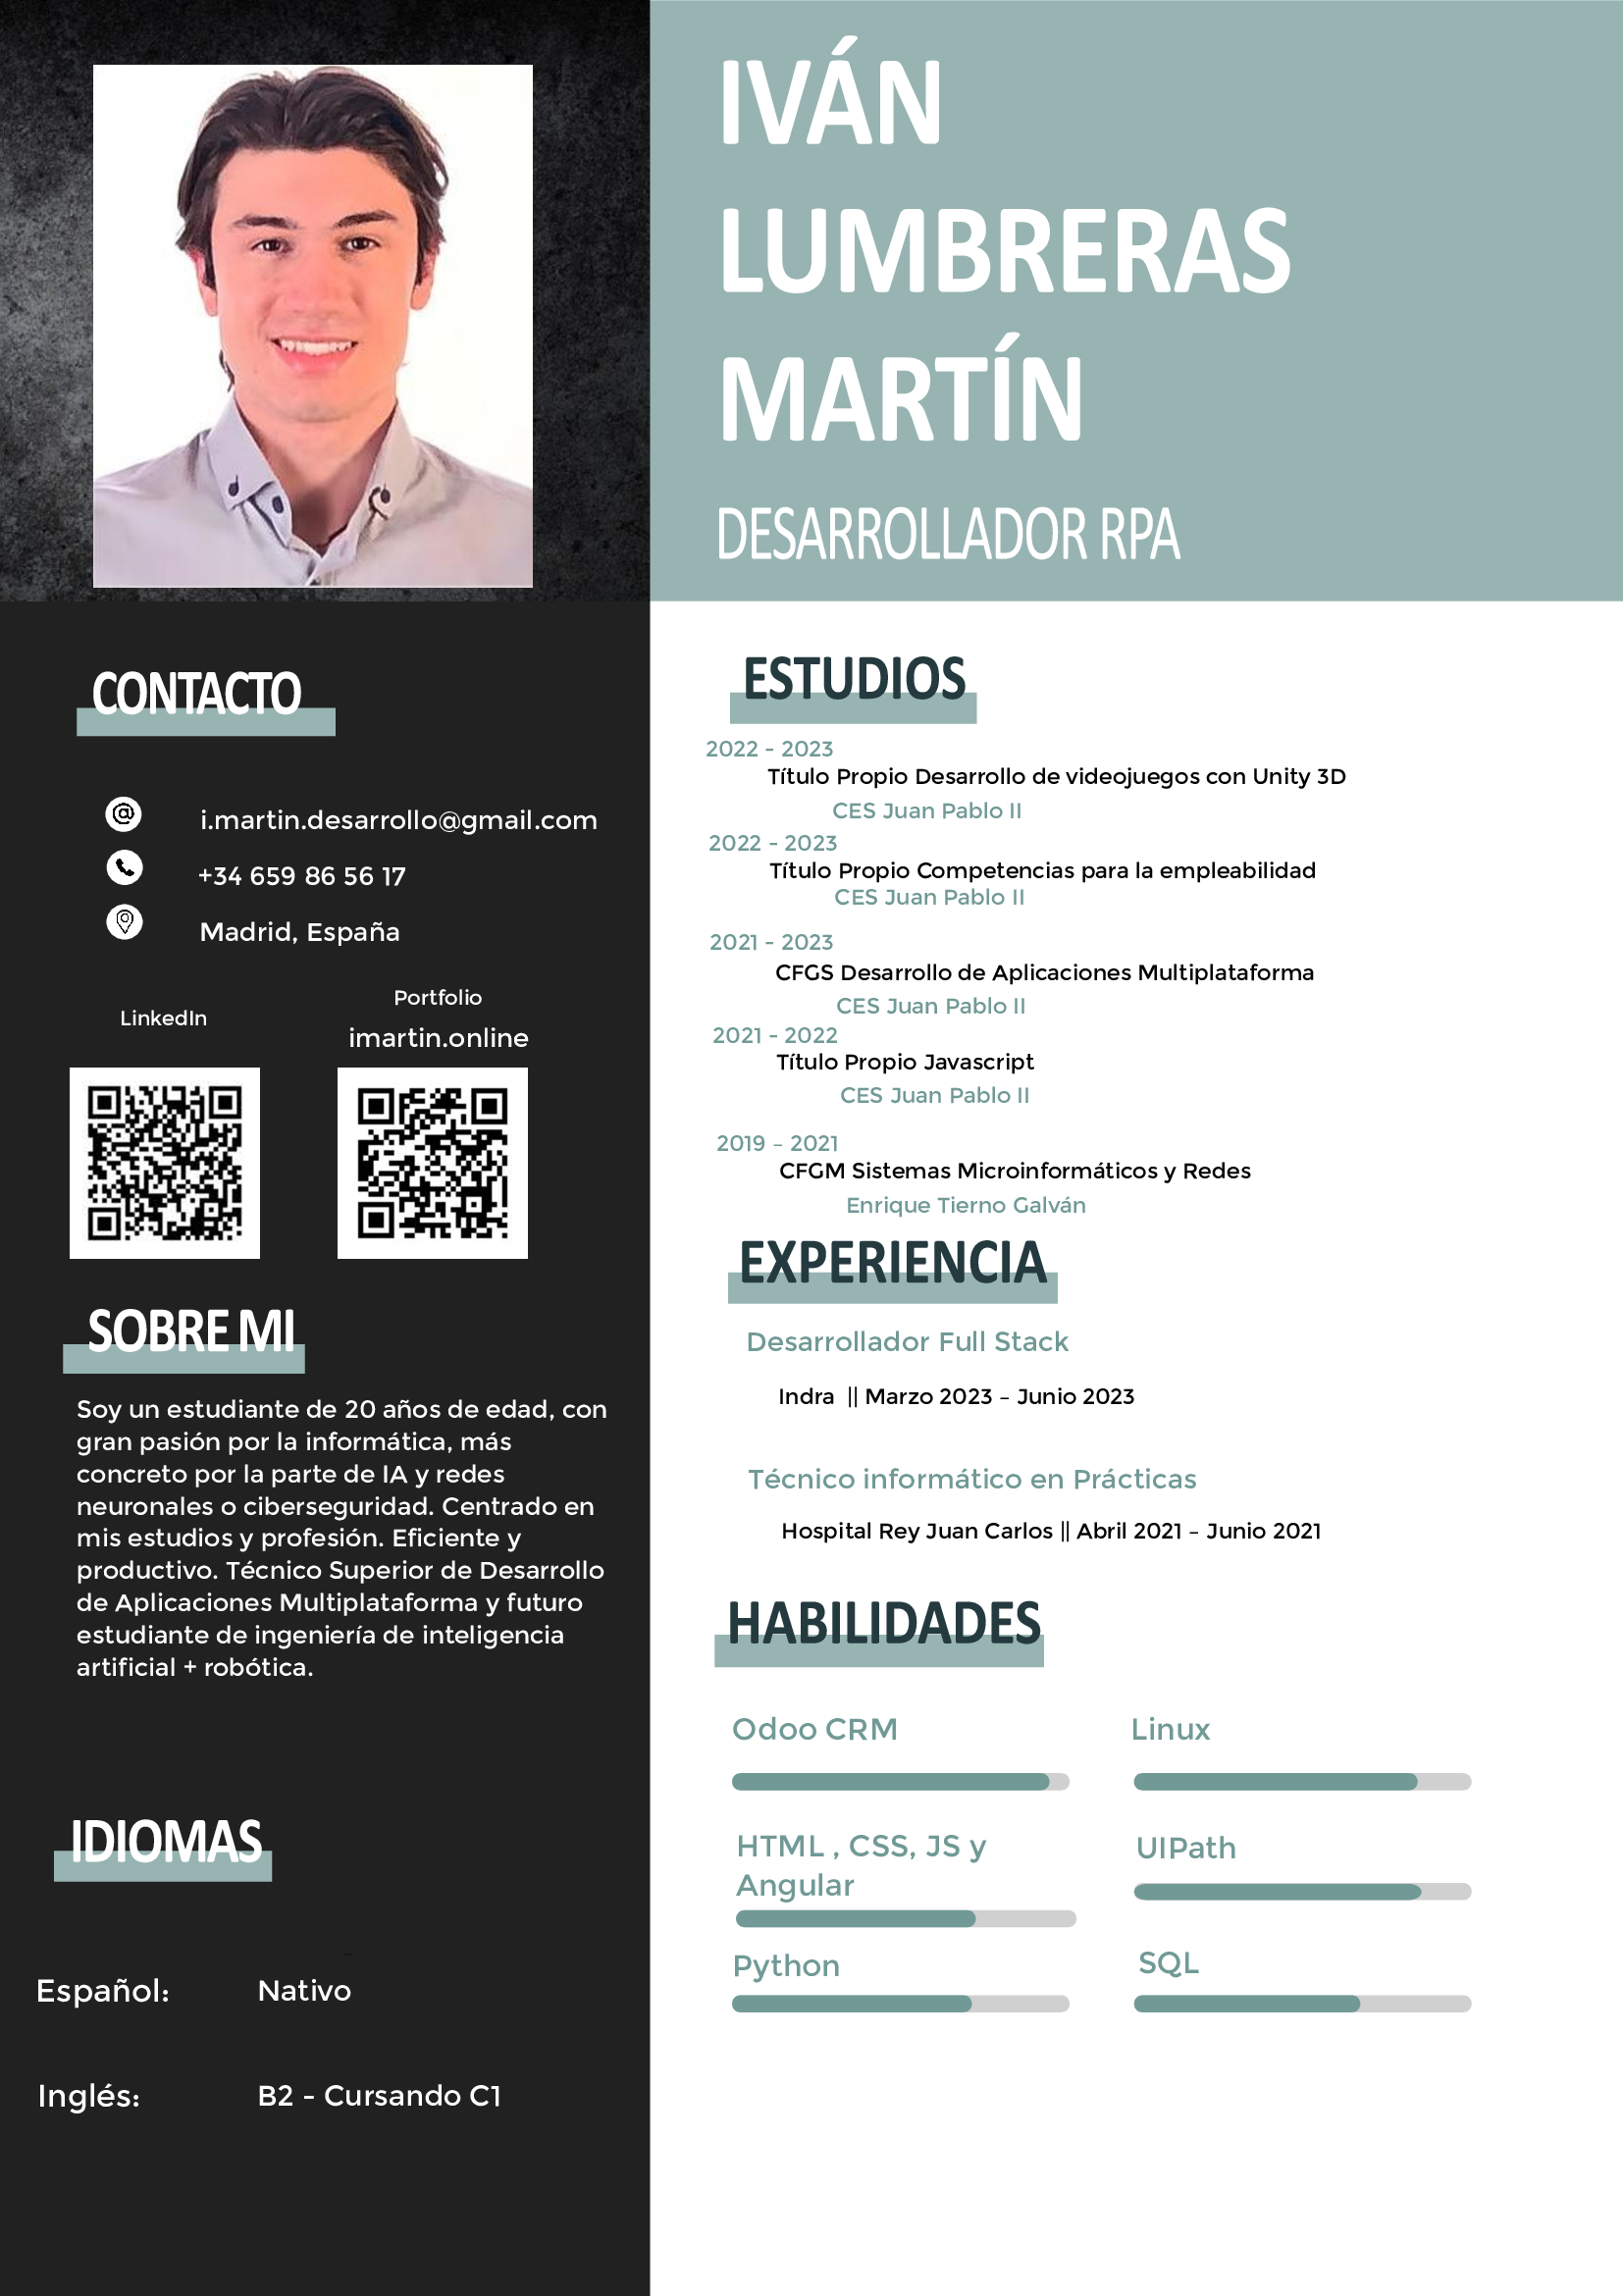 IVÁN
LUMBRERAS
MARTÍN
DESARROLLADOR RPA
CONTACTO
i.martin.desarrollo@gmail.com
+34 659 86 56 17
Madrid, España
LinkedIn
Portfolio
imartin.online
SOBRE MI
Soy un estudiante de 20 años de edad, con
gran pasión por la informática, más
concreto por la parte de IA y redes
neuronales o ciberseguridad. Centrado en
mis estudios y profesión. Eficiente y
productivo. Técnico Superior de Desarrollo
de Aplicaciones Multiplataforma y futuro
estudiante de ingeniería de inteligencia
artificial + robótica.
IDIOMAS
Español: Nativo
Inglés: B2 - Cursando C1
ESTUDIOS
2022 - 2023
Título Propio Desarrollo de videojuegos con Unity 3D
CES Juan Pablo II
2022 - 2023
Título Propio Competencias para la empleabilidad
CES Juan Pablo II
2021 - 2023
CFGS Desarrollo de Aplicaciones Multiplataforma
CES Juan Pablo II
2021 - 2022
Título Propio Javascript
CES Juan Pablo II
2019 – 2021
CFGM Sistemas Microinformáticos y Redes
Enrique Tierno Galván
EXPERIENCIA
Desarrollador Full Stack
Indra || Marzo 2023 – Junio 2023
Técnico informático en Prácticas
Hospital Rey Juan Carlos || Abril 2021 – Junio 2021
HABILIDADES
Odoo CRM
Linux
HTML , CSS, JS y
Angular
UIPath
Python
SQL